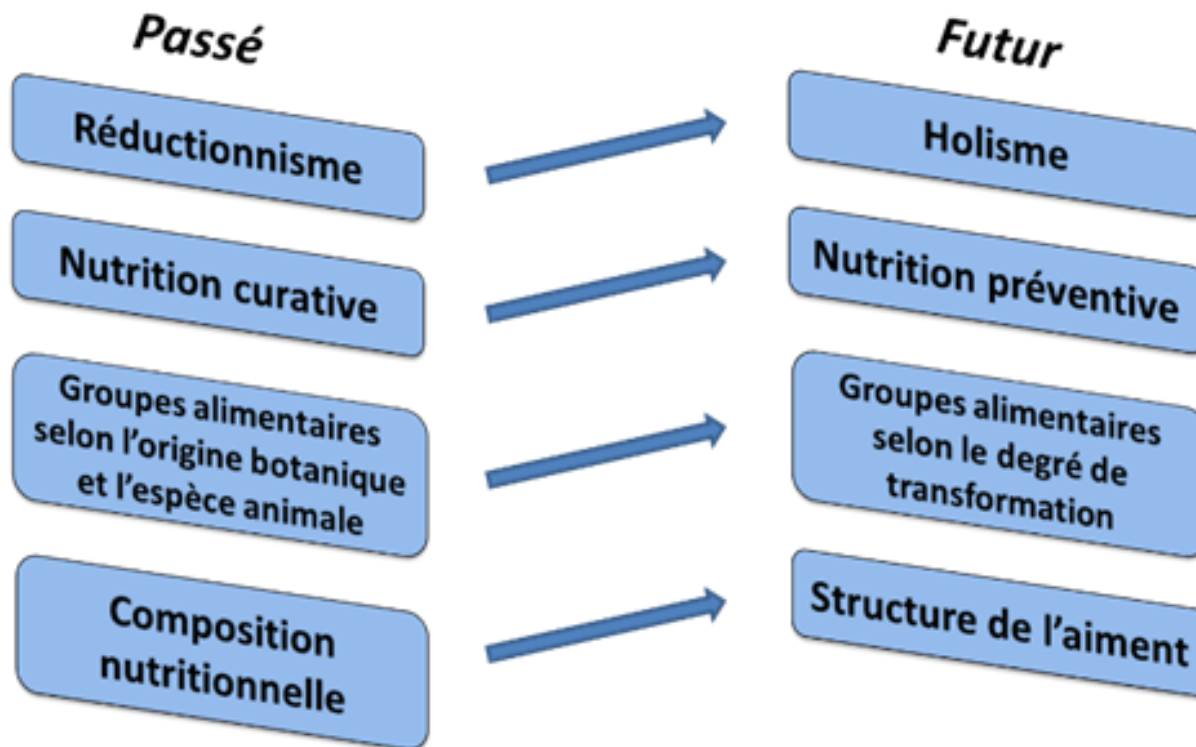 Passé
Futur
Réductionnisme
Holisme
Nutrition curative
Nutrition préventive
Groupes alimentaires
selon l'origine botanique
et l'espèce animale
Groupes alimentaires
selon le degré de
transformation
Composition
nutritionnelle
Structure de l'aiment